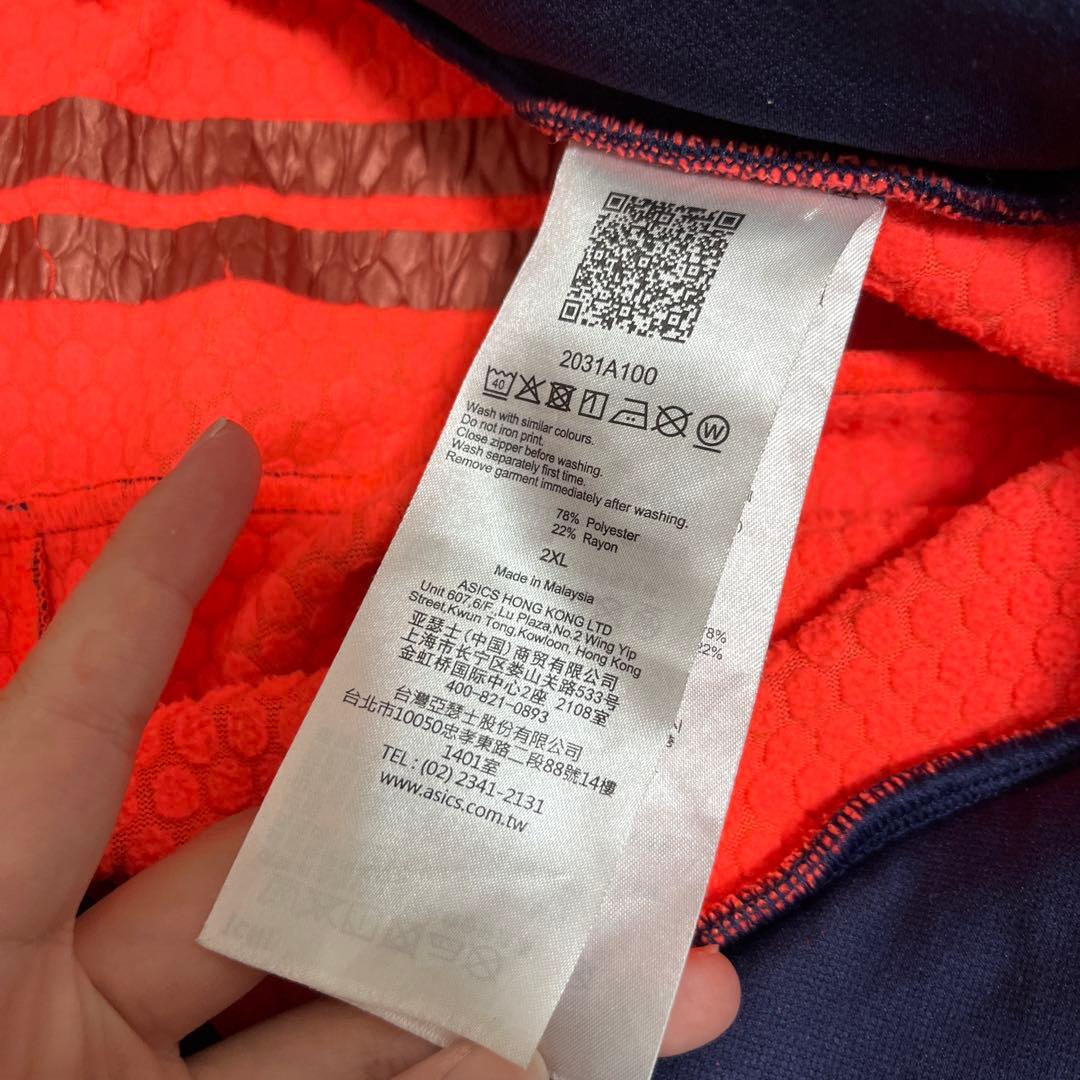 2031A100
40
W
Wash with similar colours.
Do not iron print.
Close zipper before washing.
Wash separately first time.
Remove garment immediately after washing.
78% Polyester
22% Rayon
2XL
Made in Malaysia
ASICS HONG KONG LTD
Unit 607,6/F.,Lu Plaza,No.2 Wing Yip
Street,Kwun Tong,Kowloon, Hong Kong
亚瑟士 (中国) 商贸有限公司
上海市长宁区娄山关路533号
金虹桥国际中心2座 2108室
400-821-0893
台灣亞瑟士股份有限公司
台北市10050忠孝東路二段88號14樓
1401室
TEL : (02) 2341-2131
www.asics.com.tw
78%
22%